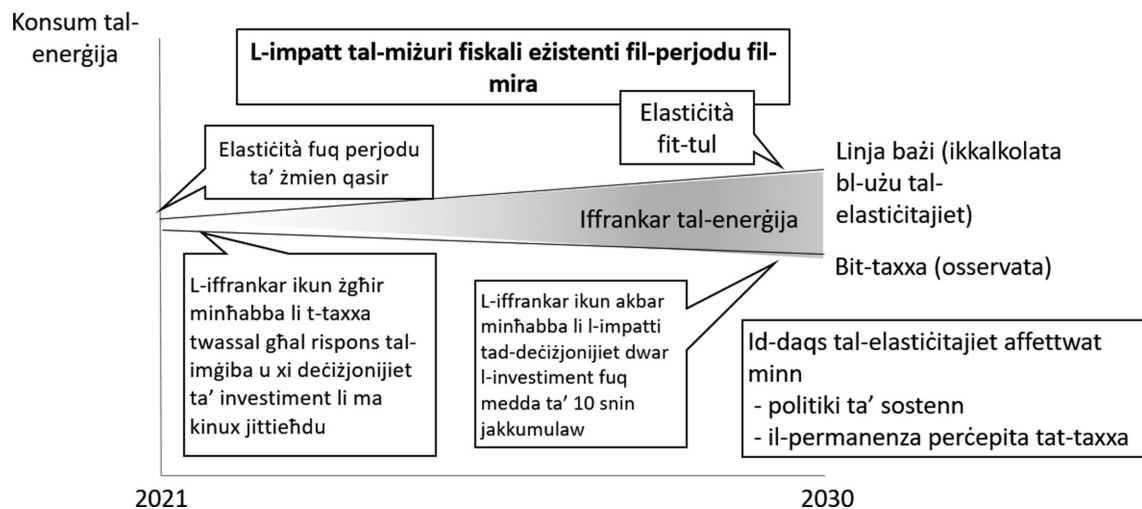 Konsum tal-
enerġija
L-impatt tal-miżuri fiskali eżistenti fil-perjodu fil-
mira
Elastiċità fuq perjodu
ta’ żmien qasir
Elastiċità
fit-tul
Linja bażi (ikkalkolata
bl-użu tal-
elastiċitajiet)
Iffrankar tal-enerġija
Bit-taxxa (osservata)
L-iffrankar ikun żgħir
minħabba li t-taxxa
twassal għal rispons tal-
imġiba u xi deċiżjonijiet
ta’ investiment li ma
kinux jittieħdu
L-iffrankar ikun akbar
minħabba li l-impatti
tad-deċiżjonijiet dwar
l-investiment fuq
medda ta’ 10 snin
jakkumulaw
Id-daqs tal-elastiċitajiet affettwat
minn
- politiki ta’ sostenn
- il-permanenza perċepita tat-taxxa
2021
2030